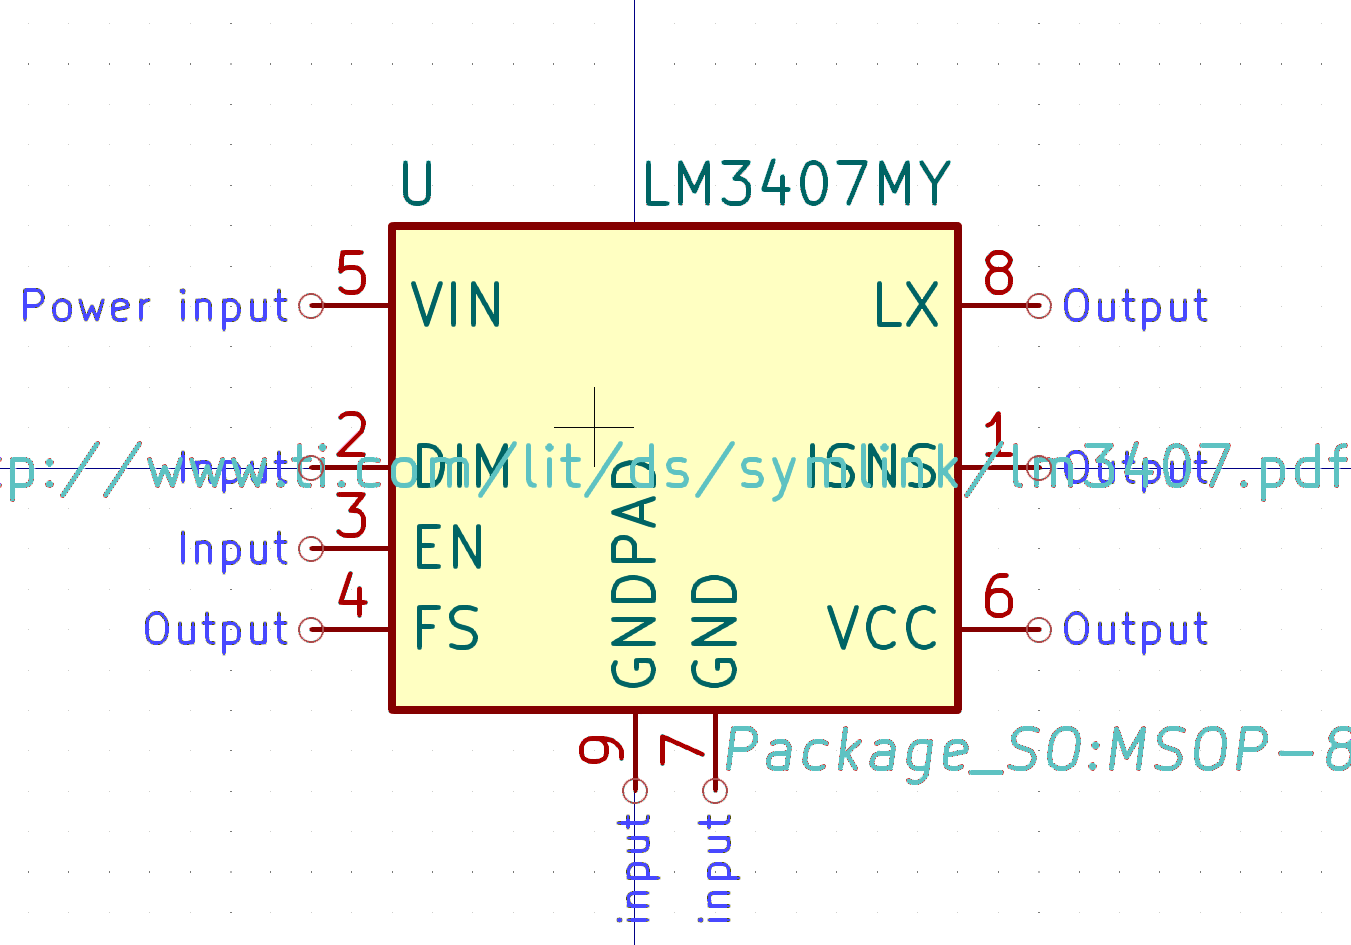 U LM3407MY
5 8
Power input VIN LX Output
2 1
Input DIM ISNS Output
tp://www.ti.com/lit/ds/symlink/lm3407.pdf
3
Input EN
4 6
Output FS VCC Output
GNDPAD
GND
9
7
Package_SO:MSOP-8
input
input